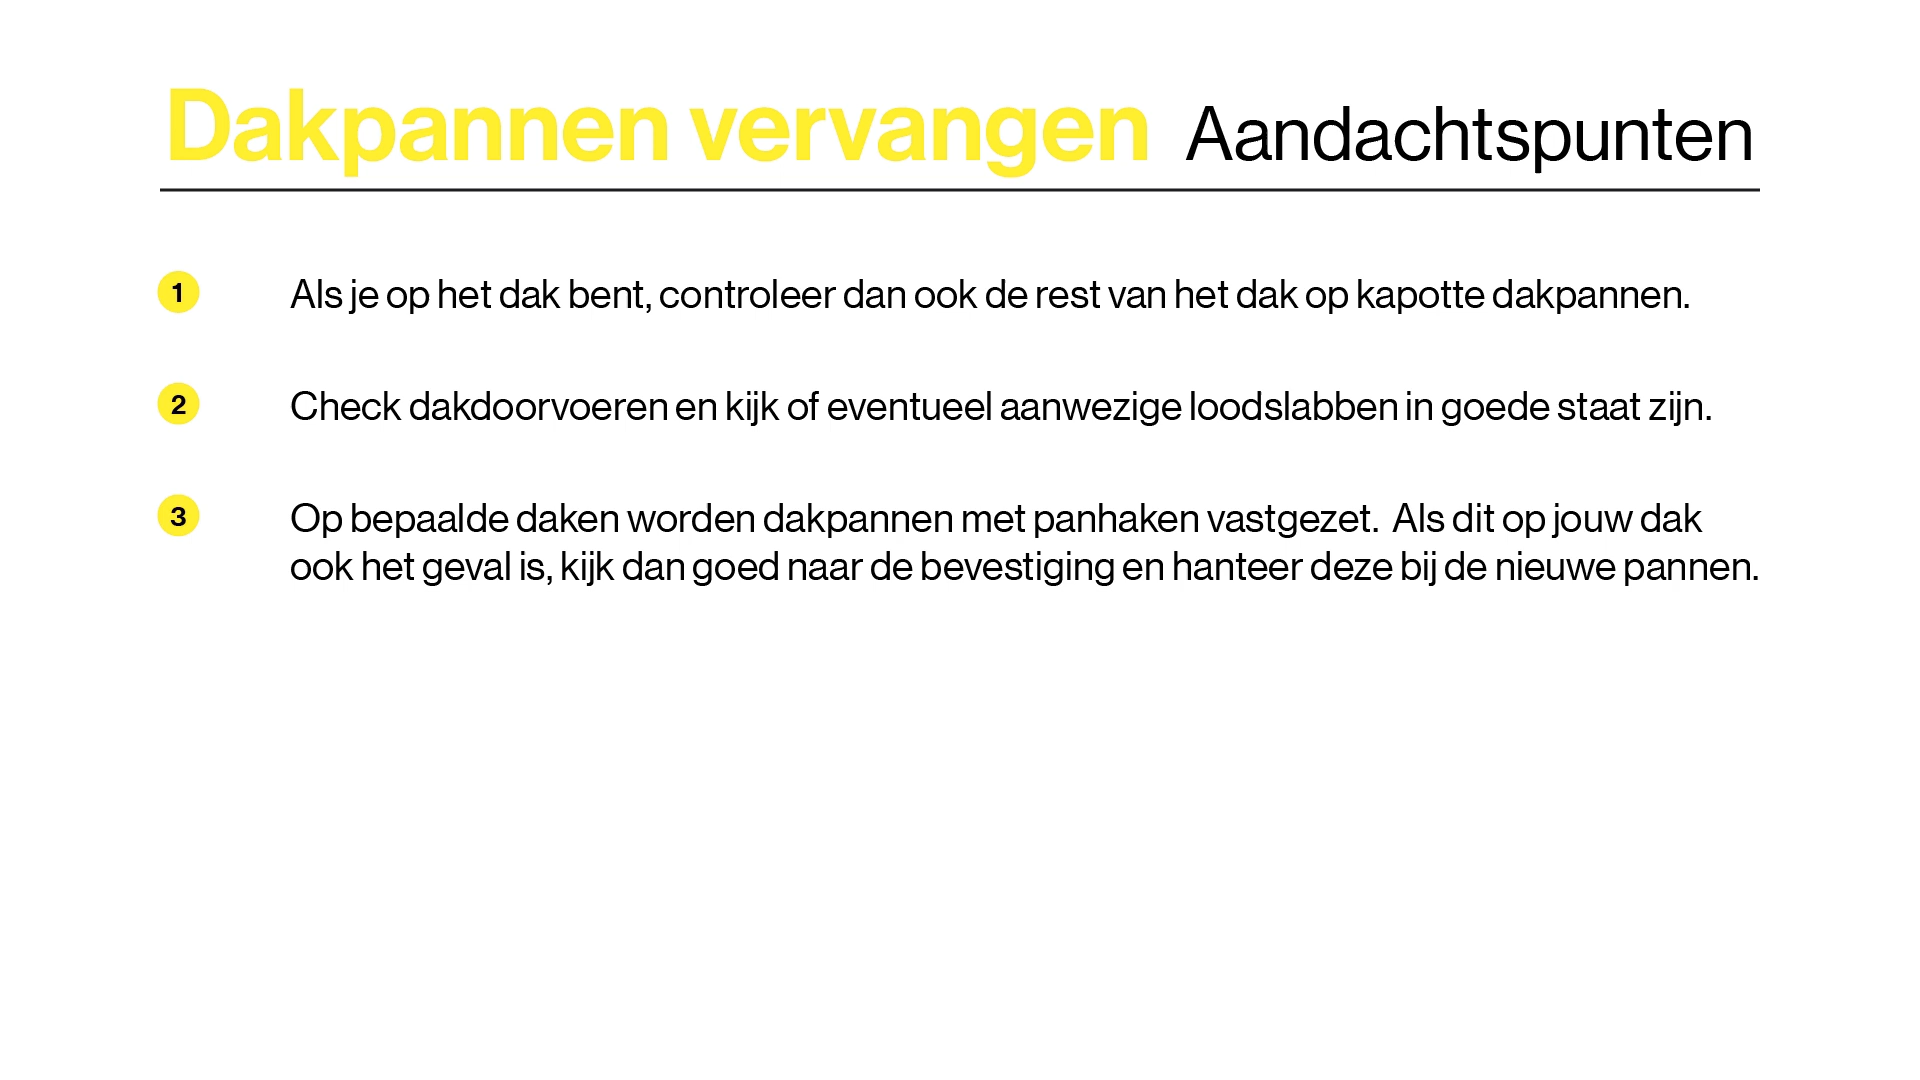 Dakpannen vervangen Aandachtspunten
1 Als je op het dak bent, controleer dan ook de rest van het dak op kapotte dakpannen.
2 Check dakdoorvoeren en kijk of eventueel aanwezige loodslabben in goede staat zijn.
3 Op bepaalde daken worden dakpannen met panhaken vastgezet. Als dit op jouw dak
ook het geval is, kijk dan goed naar de bevestiging en hanteer deze bij de nieuwe pannen.